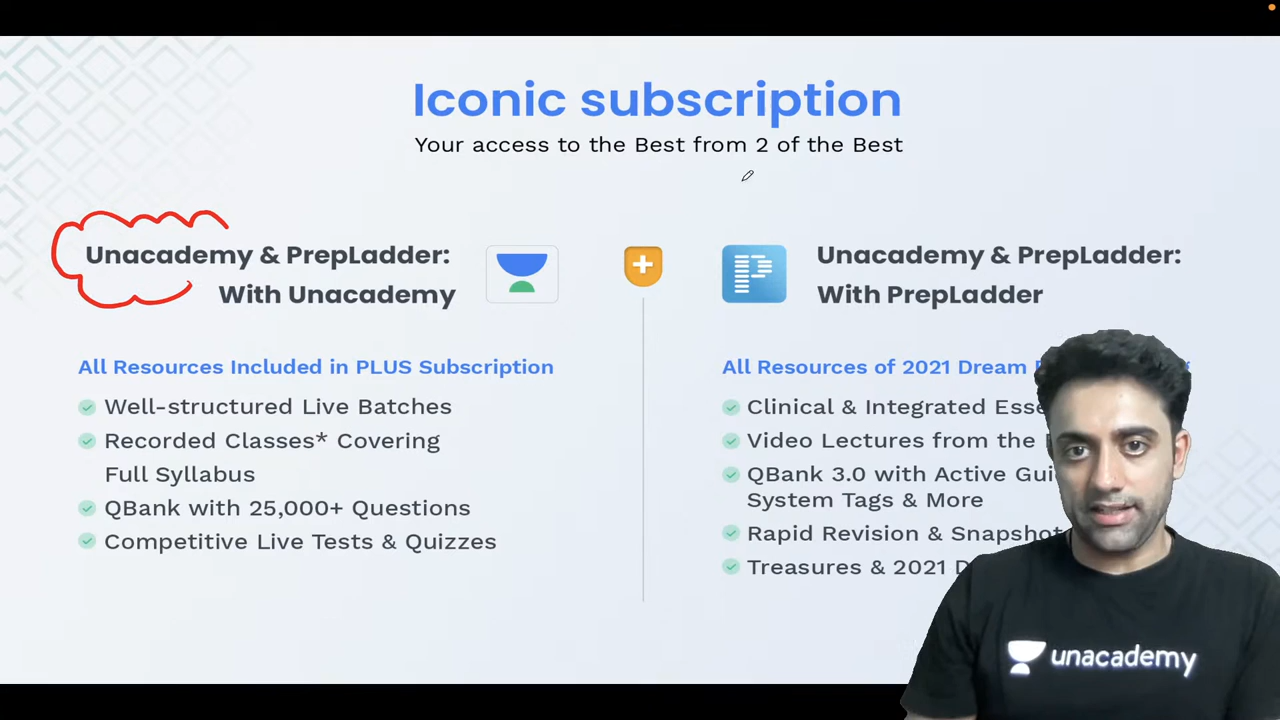 Iconic subscription
Your access to the Best from 2 of the Best
Unacademy & PrepLadder:
With Unacademy
All Resources Included in PLUS Subscription
Well-structured Live Batches
Recorded Classes* Covering
Full Syllabus
QBank with 25,000+ Questions
Competitive Live Tests & Quizzes
Unacademy & PrepLadder:
With PrepLadder
All Resources of 2021 Dream
Clinical & Integrated
Video Lectures from the
QBank 3.0 with Active
System Tags & More
Rapid Revision &
Treasures & 2021
unacademy